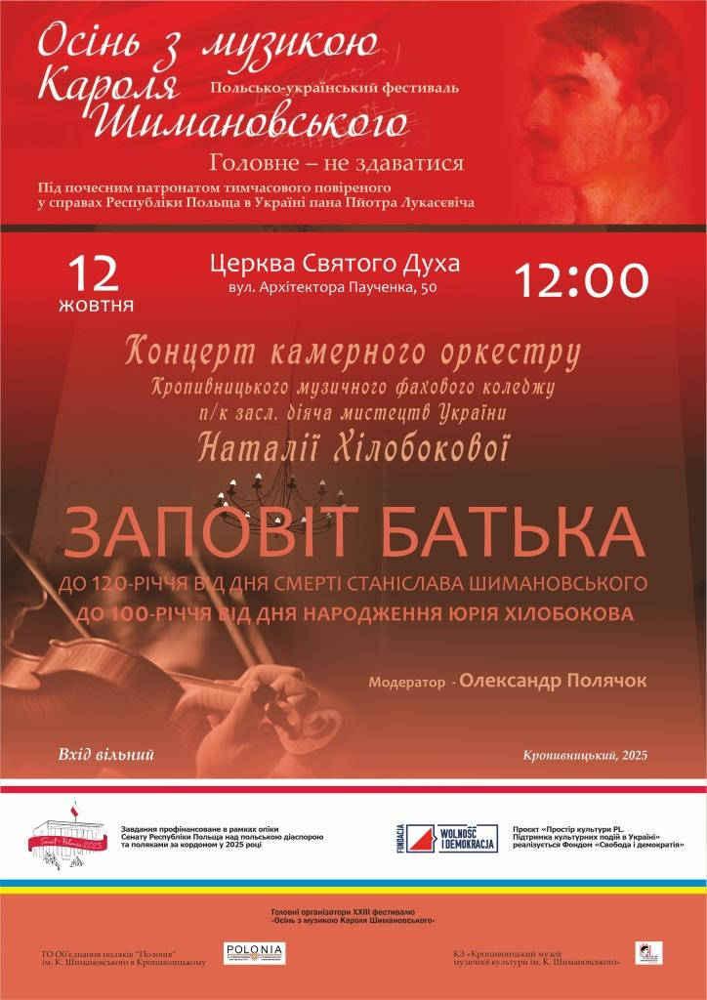 Осінь з музикою
Кароля
Польсько-український фестиваль
Шимановського
Головне – не здаватися
Під почесним патронатом тимчасового повіреного
у справах Республіки Польща в Україні пана Пйотра Лукасєвіча
12
ЖОВТНЯ
Церква Святого Духа
вул. Архітектора Паученка, 50
12:00
Концерт камерного оркестру
Кропивницького музичного фахового коледжу
п/к засл. діяча мистецтв України
Наталії Хілобокової
ЗАПОВІТ БАТЬКА
ДО 120-РІЧЧЯ ВІД ДНЯ СМЕРТІ СТАНІСЛАВА ШИМАНОВСЬКОГО
ДО 100-РІЧЧЯ ВІД ДНЯ НАРОДЖЕННЯ ЮРІЯ ХІЛОБОКОВА
Модератор - Олександр Полячок
Вхід вільний
Кропивницький, 2025
Senat - Polonia 2025
Завдання профінансоване в рамках опіки
Сенату Республіки Польща над польською діаспорою
та поляками за кордоном у 2025 році
FUNDACJA
WOLNOŚĆ
I DEMOKRACJA
Проєкт «Простір культури PL.
Підтримка культурних подій в Україні»
реалізується Фондом «Свобода і демократія»
Головні організатори XXIII фестивалю
«Осінь з музикою Кароля Шимановського»
ГО Об'єднання поляків "Полонія"
ім. К. Шимановського в Кропивницькому
POLONIA
КЗ «Кропивницький музей
музичної культури ім. К. Шимановського»